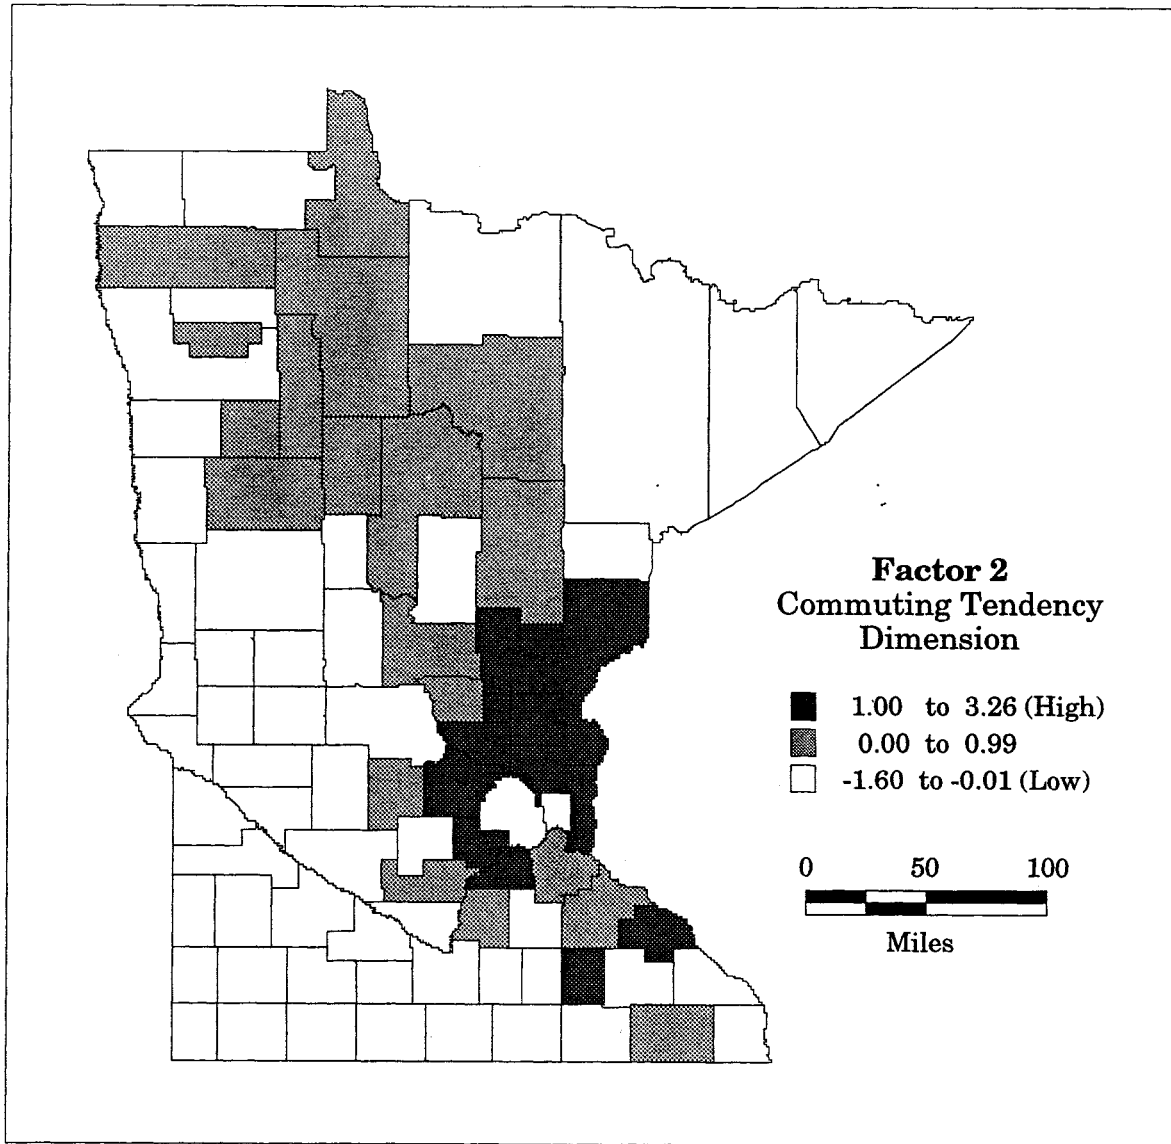 Factor 2
Commuting Tendency
Dimension
1.00 to 3.26 (High)
0.00 to 0.99
-1.60 to -0.01 (Low)
0 50 100
Miles